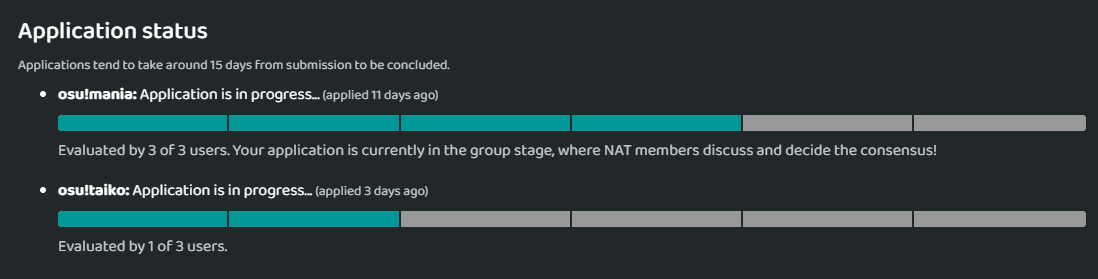 Application status
Applications tend to take around 15 days from submission to be concluded.
osu!mania: Application is in progress... (applied 11 days ago)
Evaluated by 3 of 3 users. Your application is currently in the group stage, where NAT members discuss and decide the consensus!
osu!taiko: Application is in progress... (applied 3 days ago)
Evaluated by 1 of 3 users.